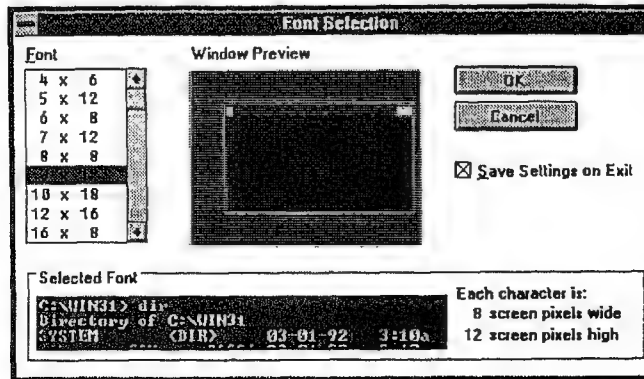 Font Selection
Font
4 x 6
5 x 12
6 x 8
7 x 12
8 x 8
10 x 18
12 x 16
16 x 8
Window Preview
OK
Cancel
Save Settings on Exit
Selected Font
C:\WIN31> dir
Directory of C:\WIN31
SYSTEM <DIR> 03-01-92 3:10a
Each character is:
8 screen pixels wide
12 screen pixels high